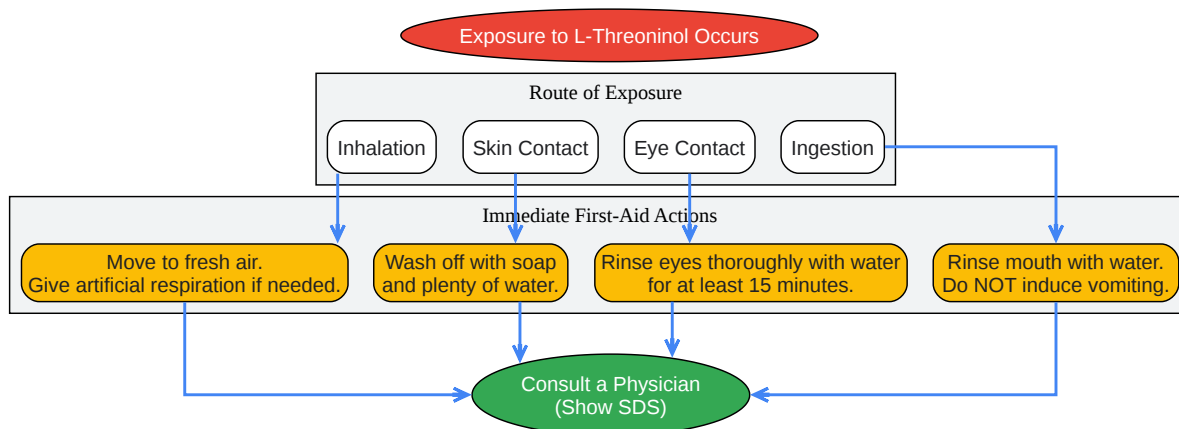 Exposure to L-Threoninol Occurs
Route of Exposure
Inhalation
Skin Contact
Eye Contact
Ingestion
Immediate First-Aid Actions
Move to fresh air.
Give artificial respiration if needed.
Wash off with soap
and plenty of water.
Rinse eyes thoroughly with water
for at least 15 minutes.
Rinse mouth with water.
Do NOT induce vomiting.
Consult a Physician
(Show SDS)